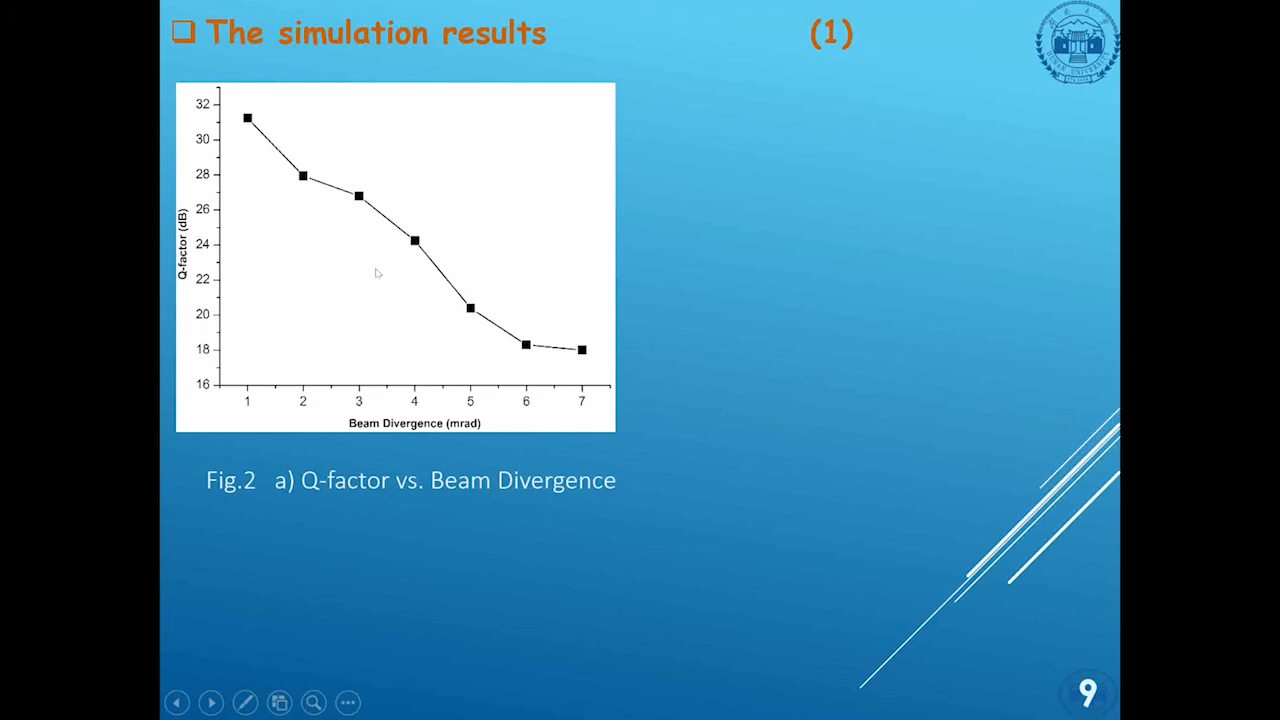 The simulation results (1)
32
30
28
26
24
22
20
18
16
Q-factor (dB)
1 2 3 4 5 6 7
Beam Divergence (mrad)
Fig.2 a) Q-factor vs. Beam Divergence
9